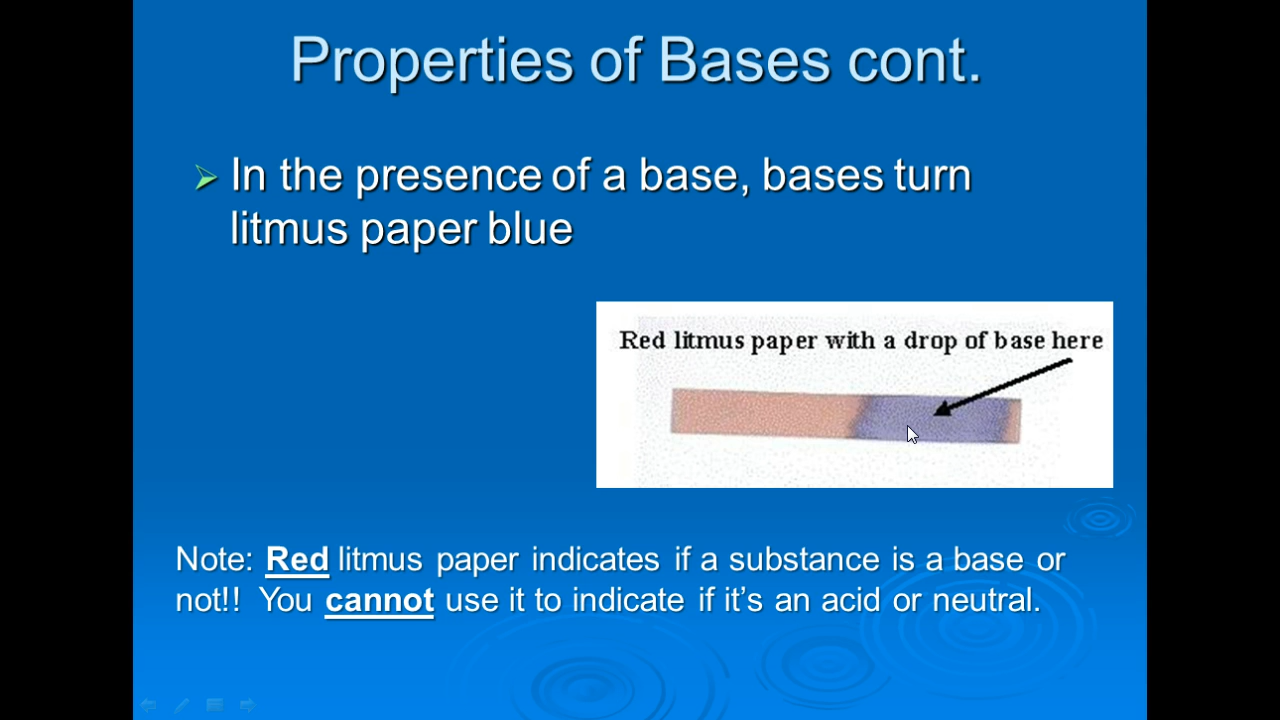 Properties of Bases cont.
In the presence of a base, bases turn
litmus paper blue
Red litmus paper with a drop of base here
Note: Red litmus paper indicates if a substance is a base or
not!! You cannot use it to indicate if it’s an acid or neutral.